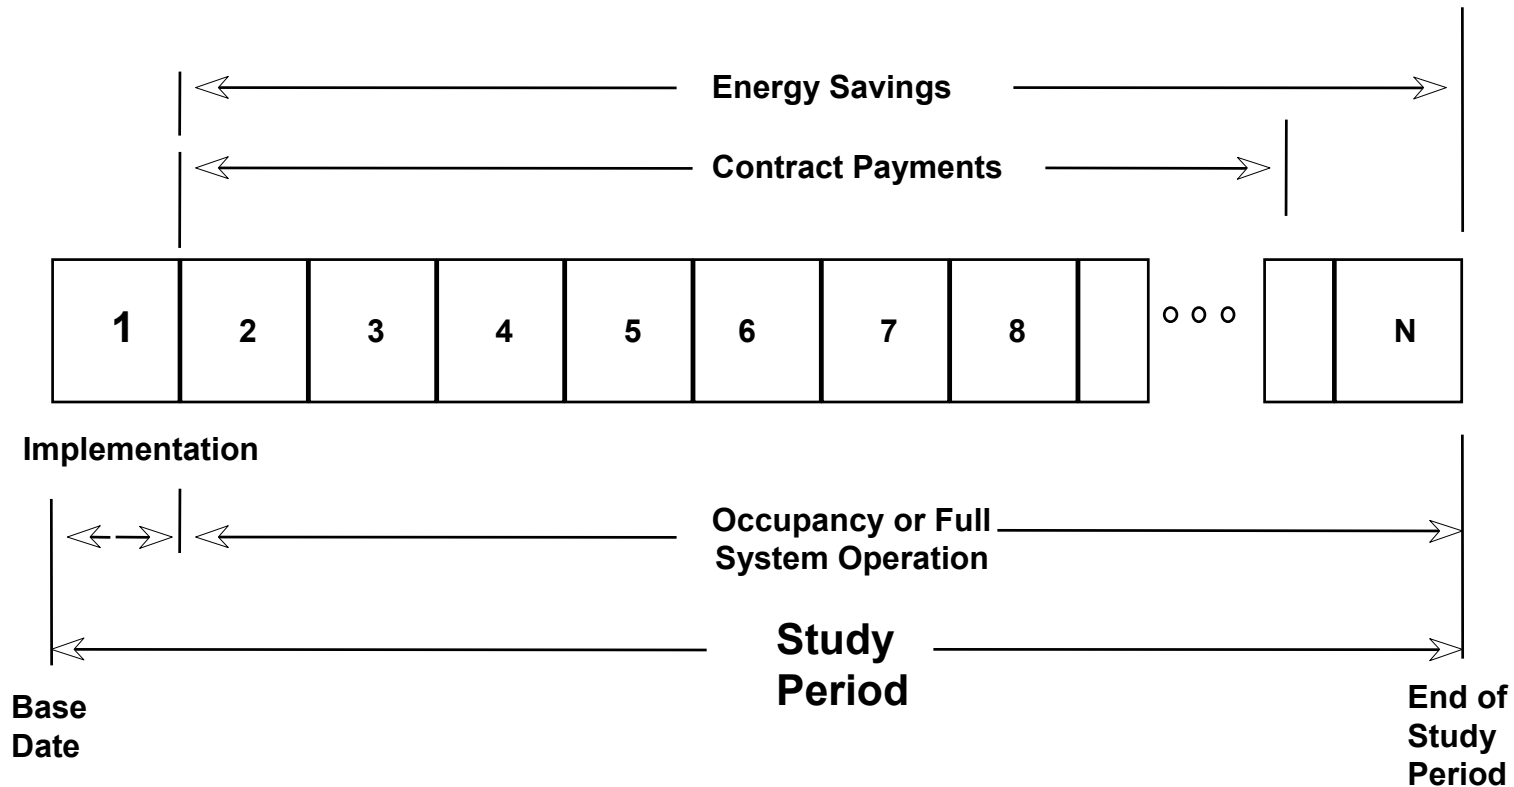 Energy Savings
Contract Payments
1 2 3 4 5 6 7 8 N
Implementation
Occupancy or Full
System Operation
Study
Period
Base
Date
End of
Study
Period